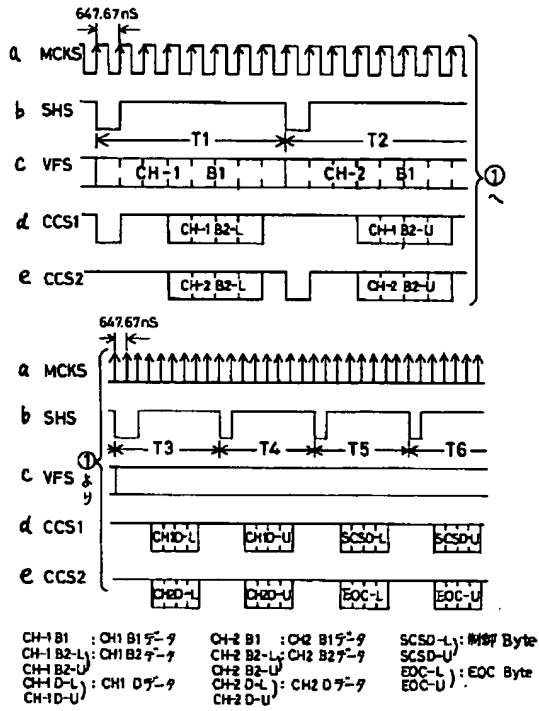 647.67nS
a MCKS
b SHS
T1 T2
c VFS CH-1 B1 CH-2 B1
①へ
d CCS1 CH-1 B2-L CH-1 B2-U
e CCS2 CH-2 B2-L CH-2 B2-U
647.67nS
a MCKS
b SHS
①より
T3 T4 T5 T6
c VFS
d CCS1 CH1D-L CH1D-U SCSD-L SCSD-U
e CCS2 CH2D-L CH2D-U EOC-L EOC-U
CH-1 B1 : CH1 B1データ
CH-1 B2-L
CH-1 B2-U : CH1 B2データ
CH-1 D-L
CH-1D-U : CH1 Dデータ
CH-2 B1 : CH2 B1データ
CH-2 B2-L
CH-2 B2-U : CH2 B2データ
CH-2 D-L
CH-2 D-U : CH2 Dデータ
SCSD-L
SCSD-U : 制御 Byte
EOC-L
EOC-U : EOC Byte